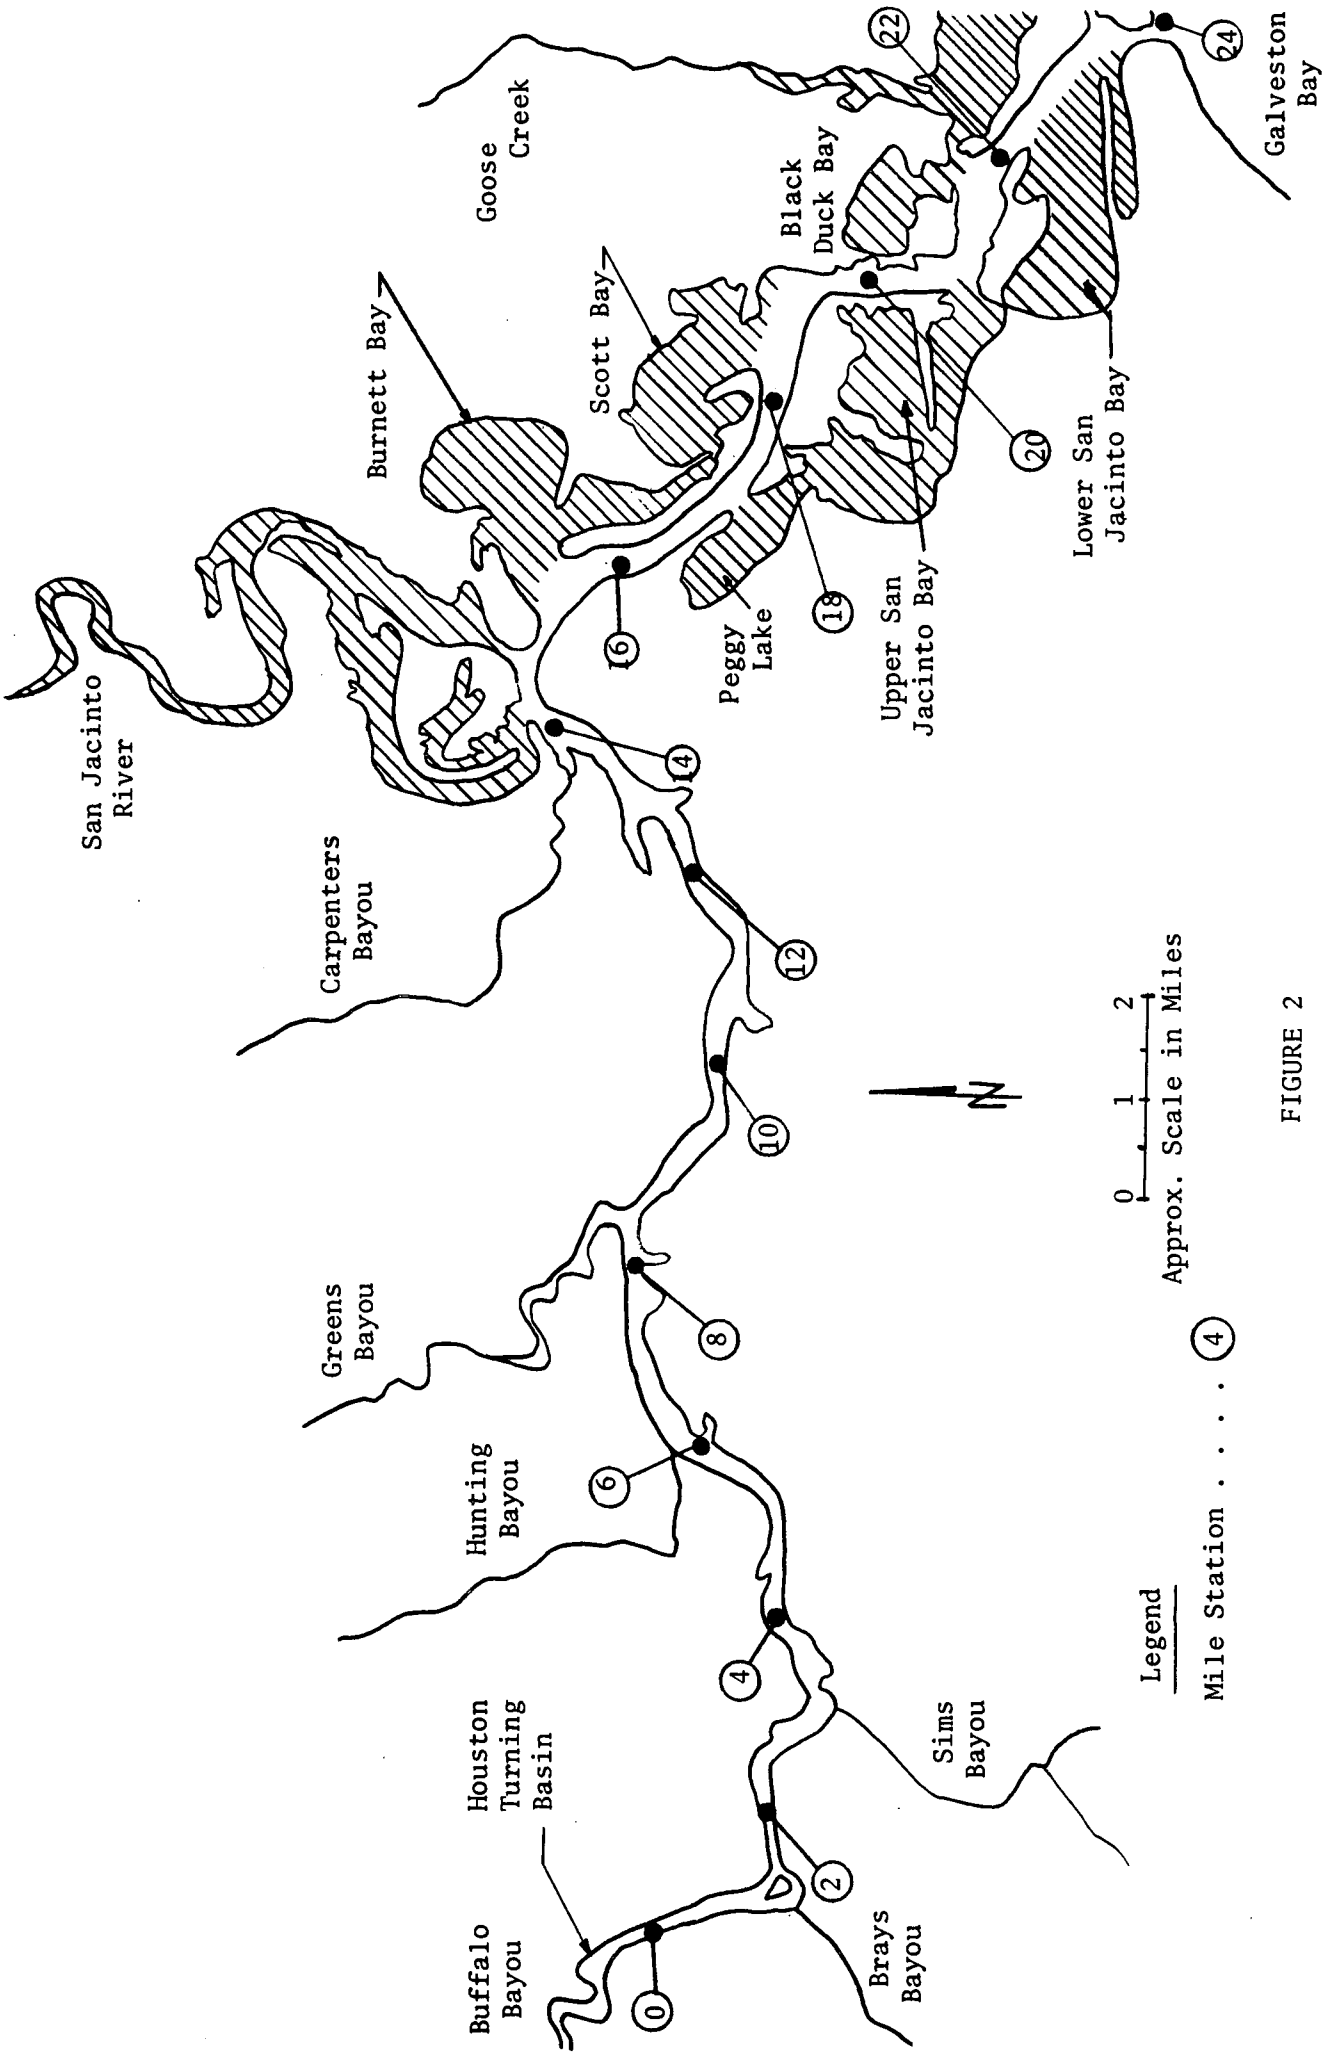 San Jacinto
River
Goose
Creek
Burnett Bay
Scott Bay
Black
Duck Bay
22
24
Galveston
Bay
Carpenters
Bayou
14
16
Peggy
Lake
18
Upper San
Jacinto Bay
20
Lower San
Jacinto Bay
Greens
Bayou
Hunting
Bayou
Houston
Turning
Basin
Buffalo
Bayou
0
Brays
Bayou
2
4
Sims
Bayou
6
8
10
12
N
0 1 2
Approx. Scale in Miles
Legend
Mile Station . . . . 4
FIGURE 2